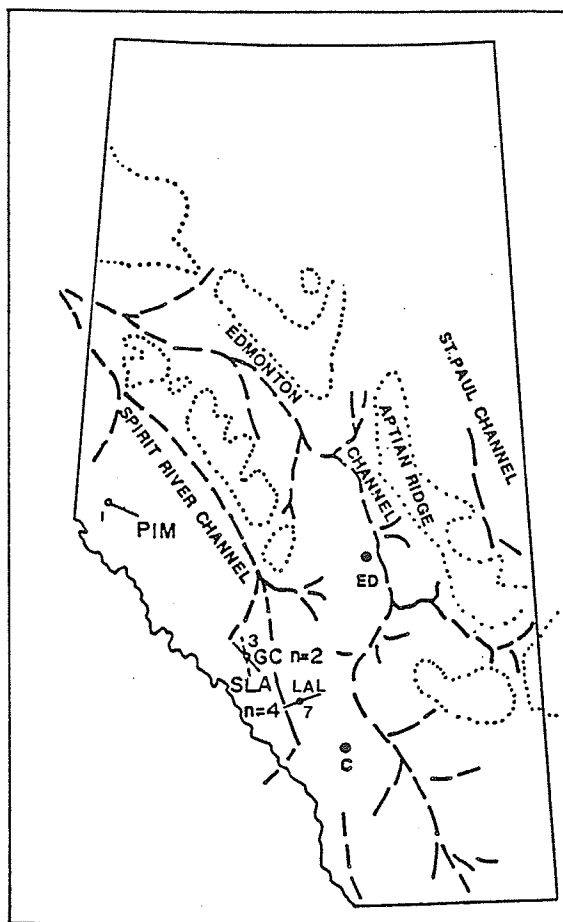 EDMONTON
CHANNEL
APTIAN RIDGE
ST. PAUL CHANNEL
SPIRIT RIVER CHANNEL
1
PIM
ED
3
GC n=2
SLA
LAL
n=4
7
C